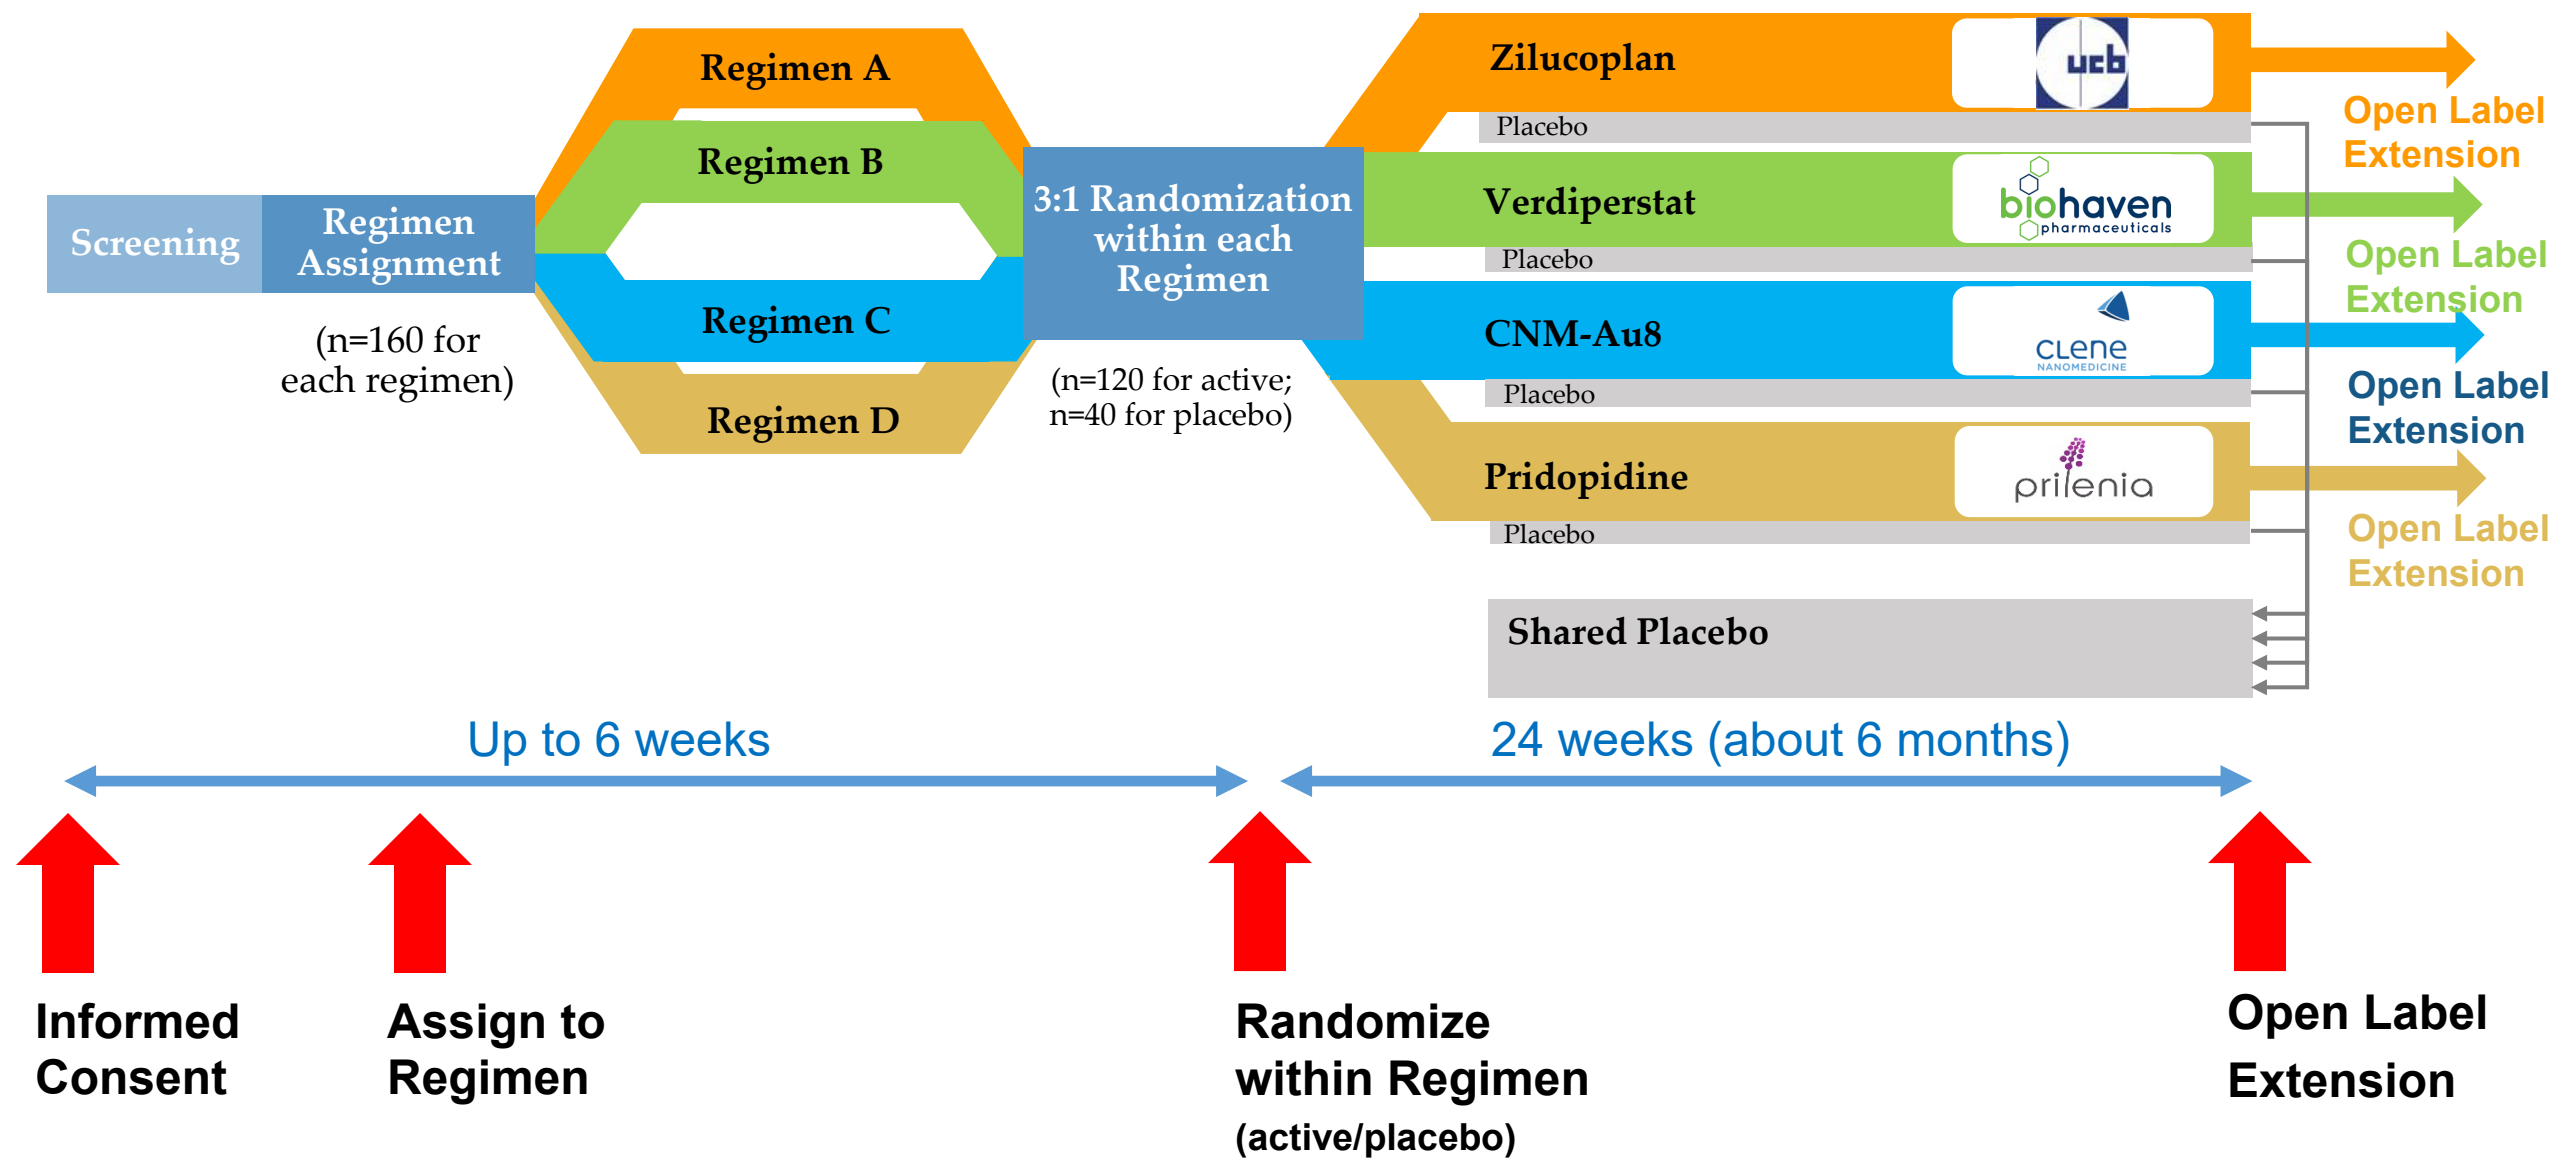 Screening
Regimen
Assignment
(n=160 for
each regimen)
Regimen A
Regimen B
Regimen C
Regimen D
3:1 Randomization
within each
Regimen
(n=120 for active;
n=40 for placebo)
Zilucoplan
ucb
Placebo
Open Label
Extension
Verdiperstat
biohaven
pharmaceuticals
Placebo
Open Label
Extension
CNM-Au8
CLENE
NANOMEDICINE
Placebo
Open Label
Extension
Pridopidine
prilenia
Placebo
Open Label
Extension
Shared Placebo
Up to 6 weeks
24 weeks (about 6 months)
Informed
Consent
Assign to
Regimen
Randomize
within Regimen
(active/placebo)
Open Label
Extension